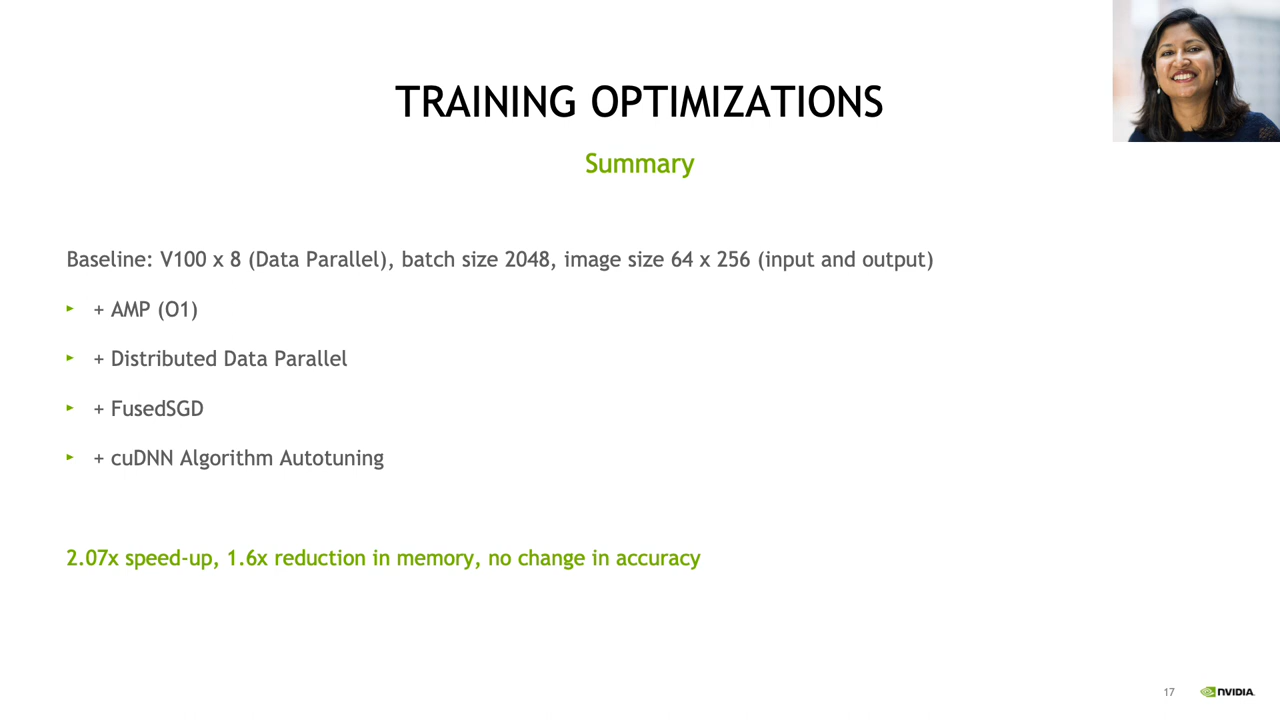 TRAINING OPTIMIZATIONS
Summary
Baseline: V100 x 8 (Data Parallel), batch size 2048, image size 64 x 256 (input and output)
+ AMP (O1)
+ Distributed Data Parallel
+ FusedSGD
+ cuDNN Algorithm Autotuning
2.07x speed-up, 1.6x reduction in memory, no change in accuracy
17 NVIDIA.